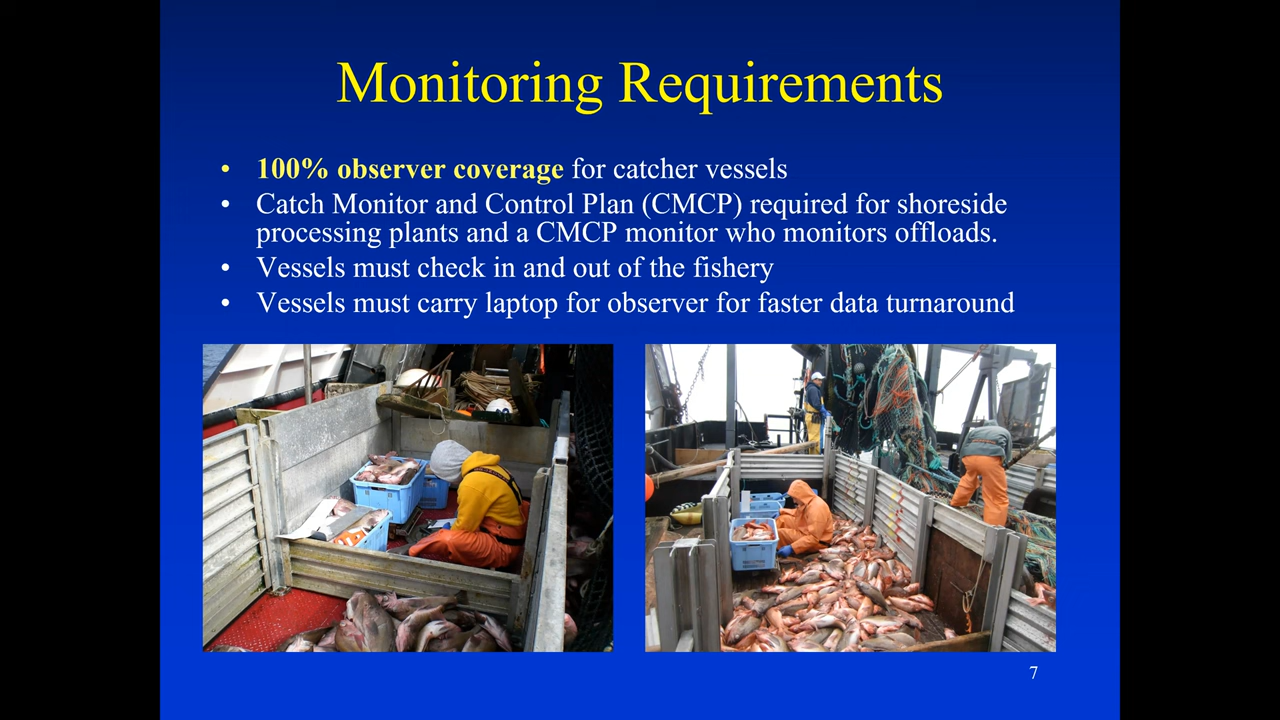 Monitoring Requirements
• 100% observer coverage for catcher vessels
• Catch Monitor and Control Plan (CMCP) required for shoreside
processing plants and a CMCP monitor who monitors offloads.
• Vessels must check in and out of the fishery
• Vessels must carry laptop for observer for faster data turnaround
7